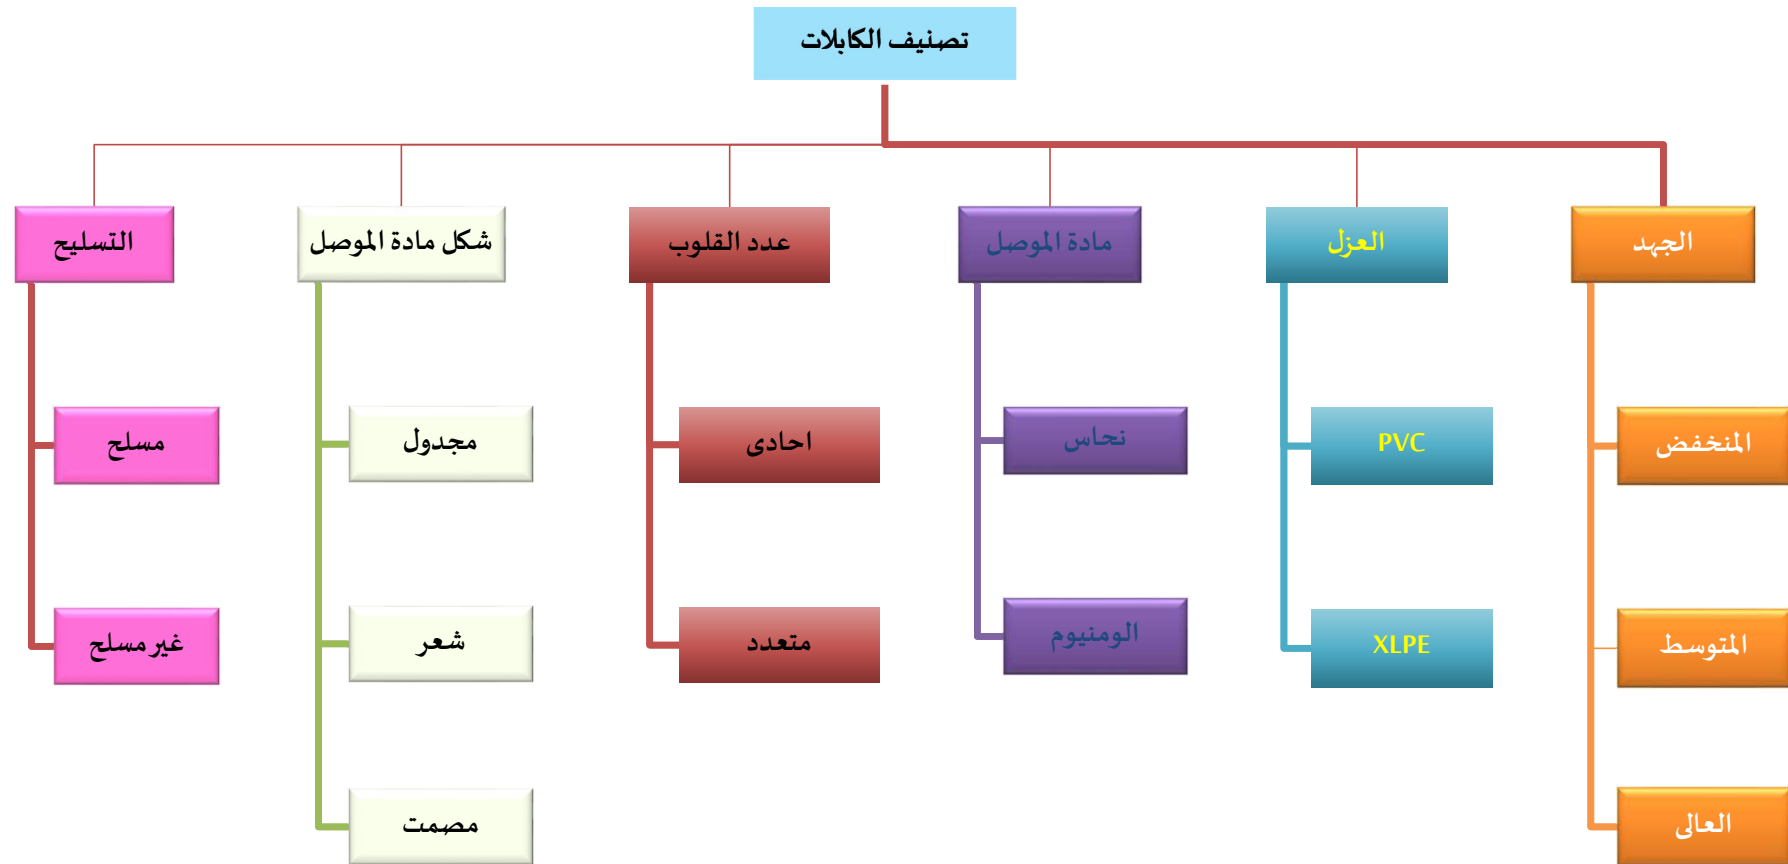 تصنيف الكابلات
الجهد
العزل
مادة الموصل
عدد القلوب
شكل مادة الموصل
التسليح
المنخفض
PVC
نحاس
احادى
مجدول
مسلح
المتوسط
XLPE
الومنيوم
متعدد
شعر
غير مسلح
العالى
مصمت